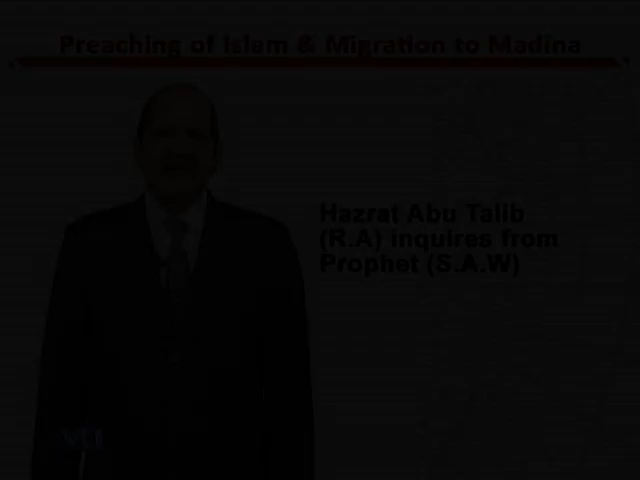 Preaching of Islam & Migration to Madina
Hazrat Abu Talib
(R.A) inquires from
Prophet (S.A.W)